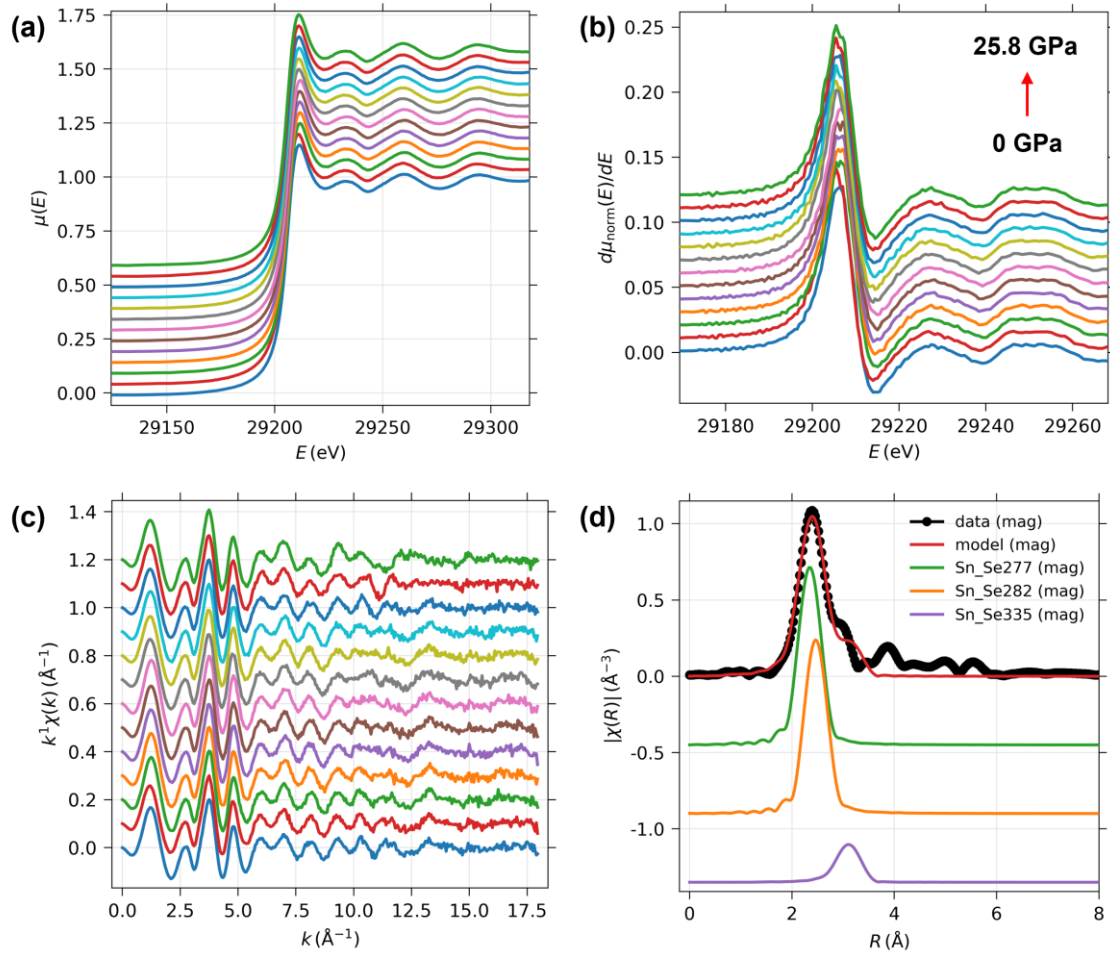 (a)
1.75
1.50
1.25
1.00
0.75
0.50
0.25
0.00
μ(E)
29150
29200
29250
29300
E (eV)
(b)
25.8 GPa
0 GPa
0.25
0.20
0.15
0.10
0.05
0.00
dμnorm(E)/dE
29180
29200
29220
29240
29260
E (eV)
(c)
1.4
1.2
1.0
0.8
0.6
0.4
0.2
0.0
k¹χ(k) (Å⁻¹)
0.0
2.5
5.0
7.5
10.0
12.5
15.0
17.5
k (Å⁻¹)
(d)
data (mag)
model (mag)
Sn_Se277 (mag)
Sn_Se282 (mag)
Sn_Se335 (mag)
1.0
0.5
0.0
-0.5
-1.0
|χ(R)| (Å⁻³)
0
2
4
6
8
R (Å)